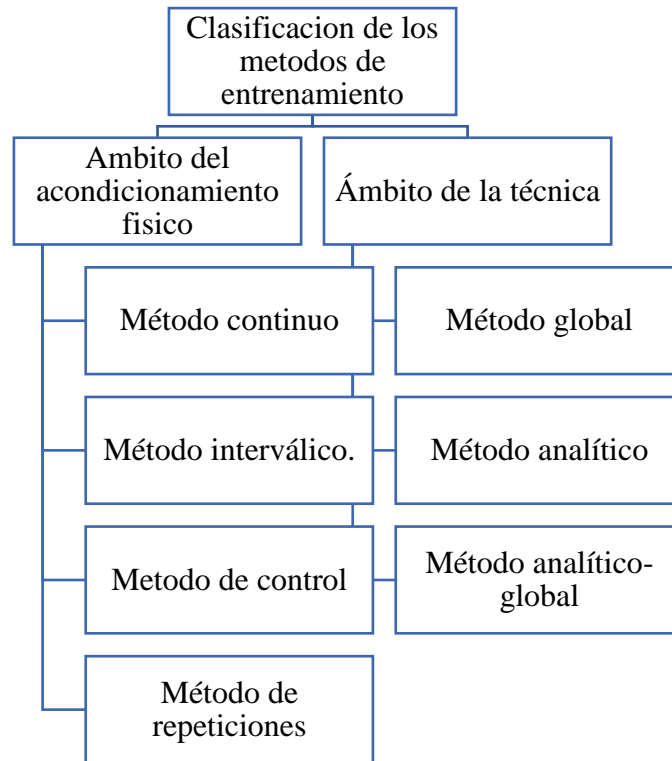 Clasificacion de los
metodos de
entrenamiento
Ambito del
acondicionamiento
fisico
Ámbito de la técnica
Método continuo
Método interválico.
Metodo de control
Método de
repeticiones
Método global
Método analítico
Método analítico-
global